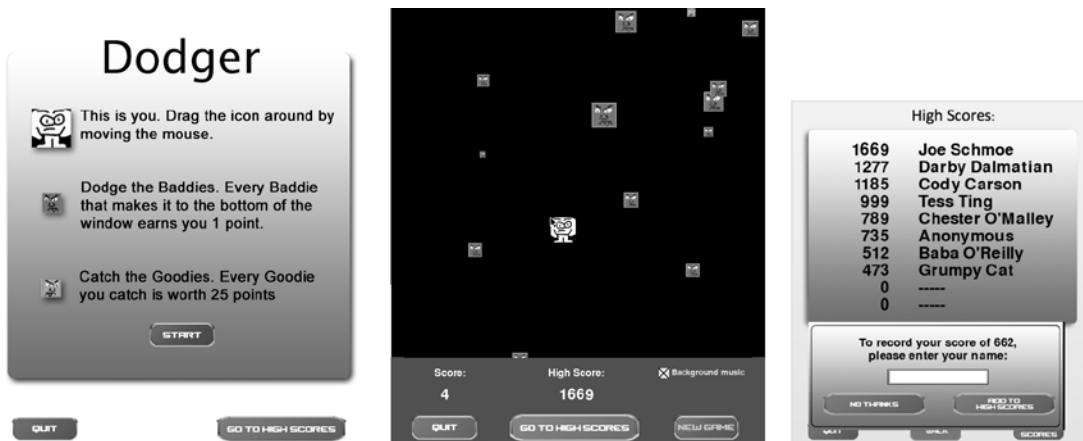 Dodger
This is you. Drag the icon around by
moving the mouse.
Dodge the Baddies. Every Baddie
that makes it to the bottom of the
window earns you 1 point.
Catch the Goodies. Every Goodie
you catch is worth 25 points
START
QUIT
GO TO HIGH SCORES
Score:
High Score:
Background music
4
1669
QUIT
GO TO HIGH SCORES
NEW GAME
High Scores:
1669 Joe Schmoe
1277 Darby Dalmatian
1185 Cody Carson
999 Tess Ting
789 Chester O'Malley
735 Anonymous
512 Baba O'Reilly
473 Grumpy Cat
0 -----
0 -----
To record your score of 662,
please enter your name:
NO THANKS
ADD TO
HIGH SCORES
QUIT
BACK
SCORES